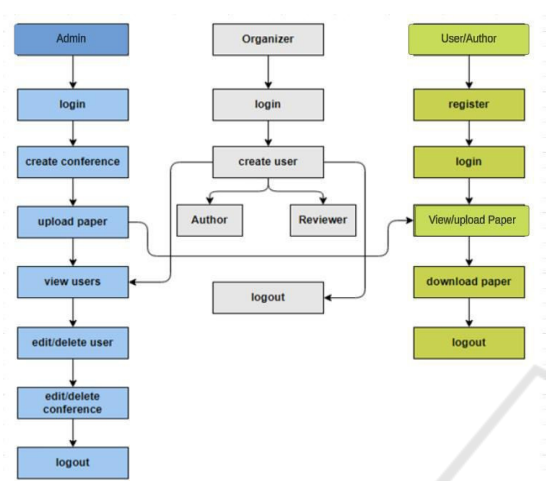 Admin
login
create conference
upload paper
view users
edit/delete user
edit/delete
conference
logout
Organizer
login
create user
Author
Reviewer
logout
User/Author
register
login
View/upload Paper
download paper
logout